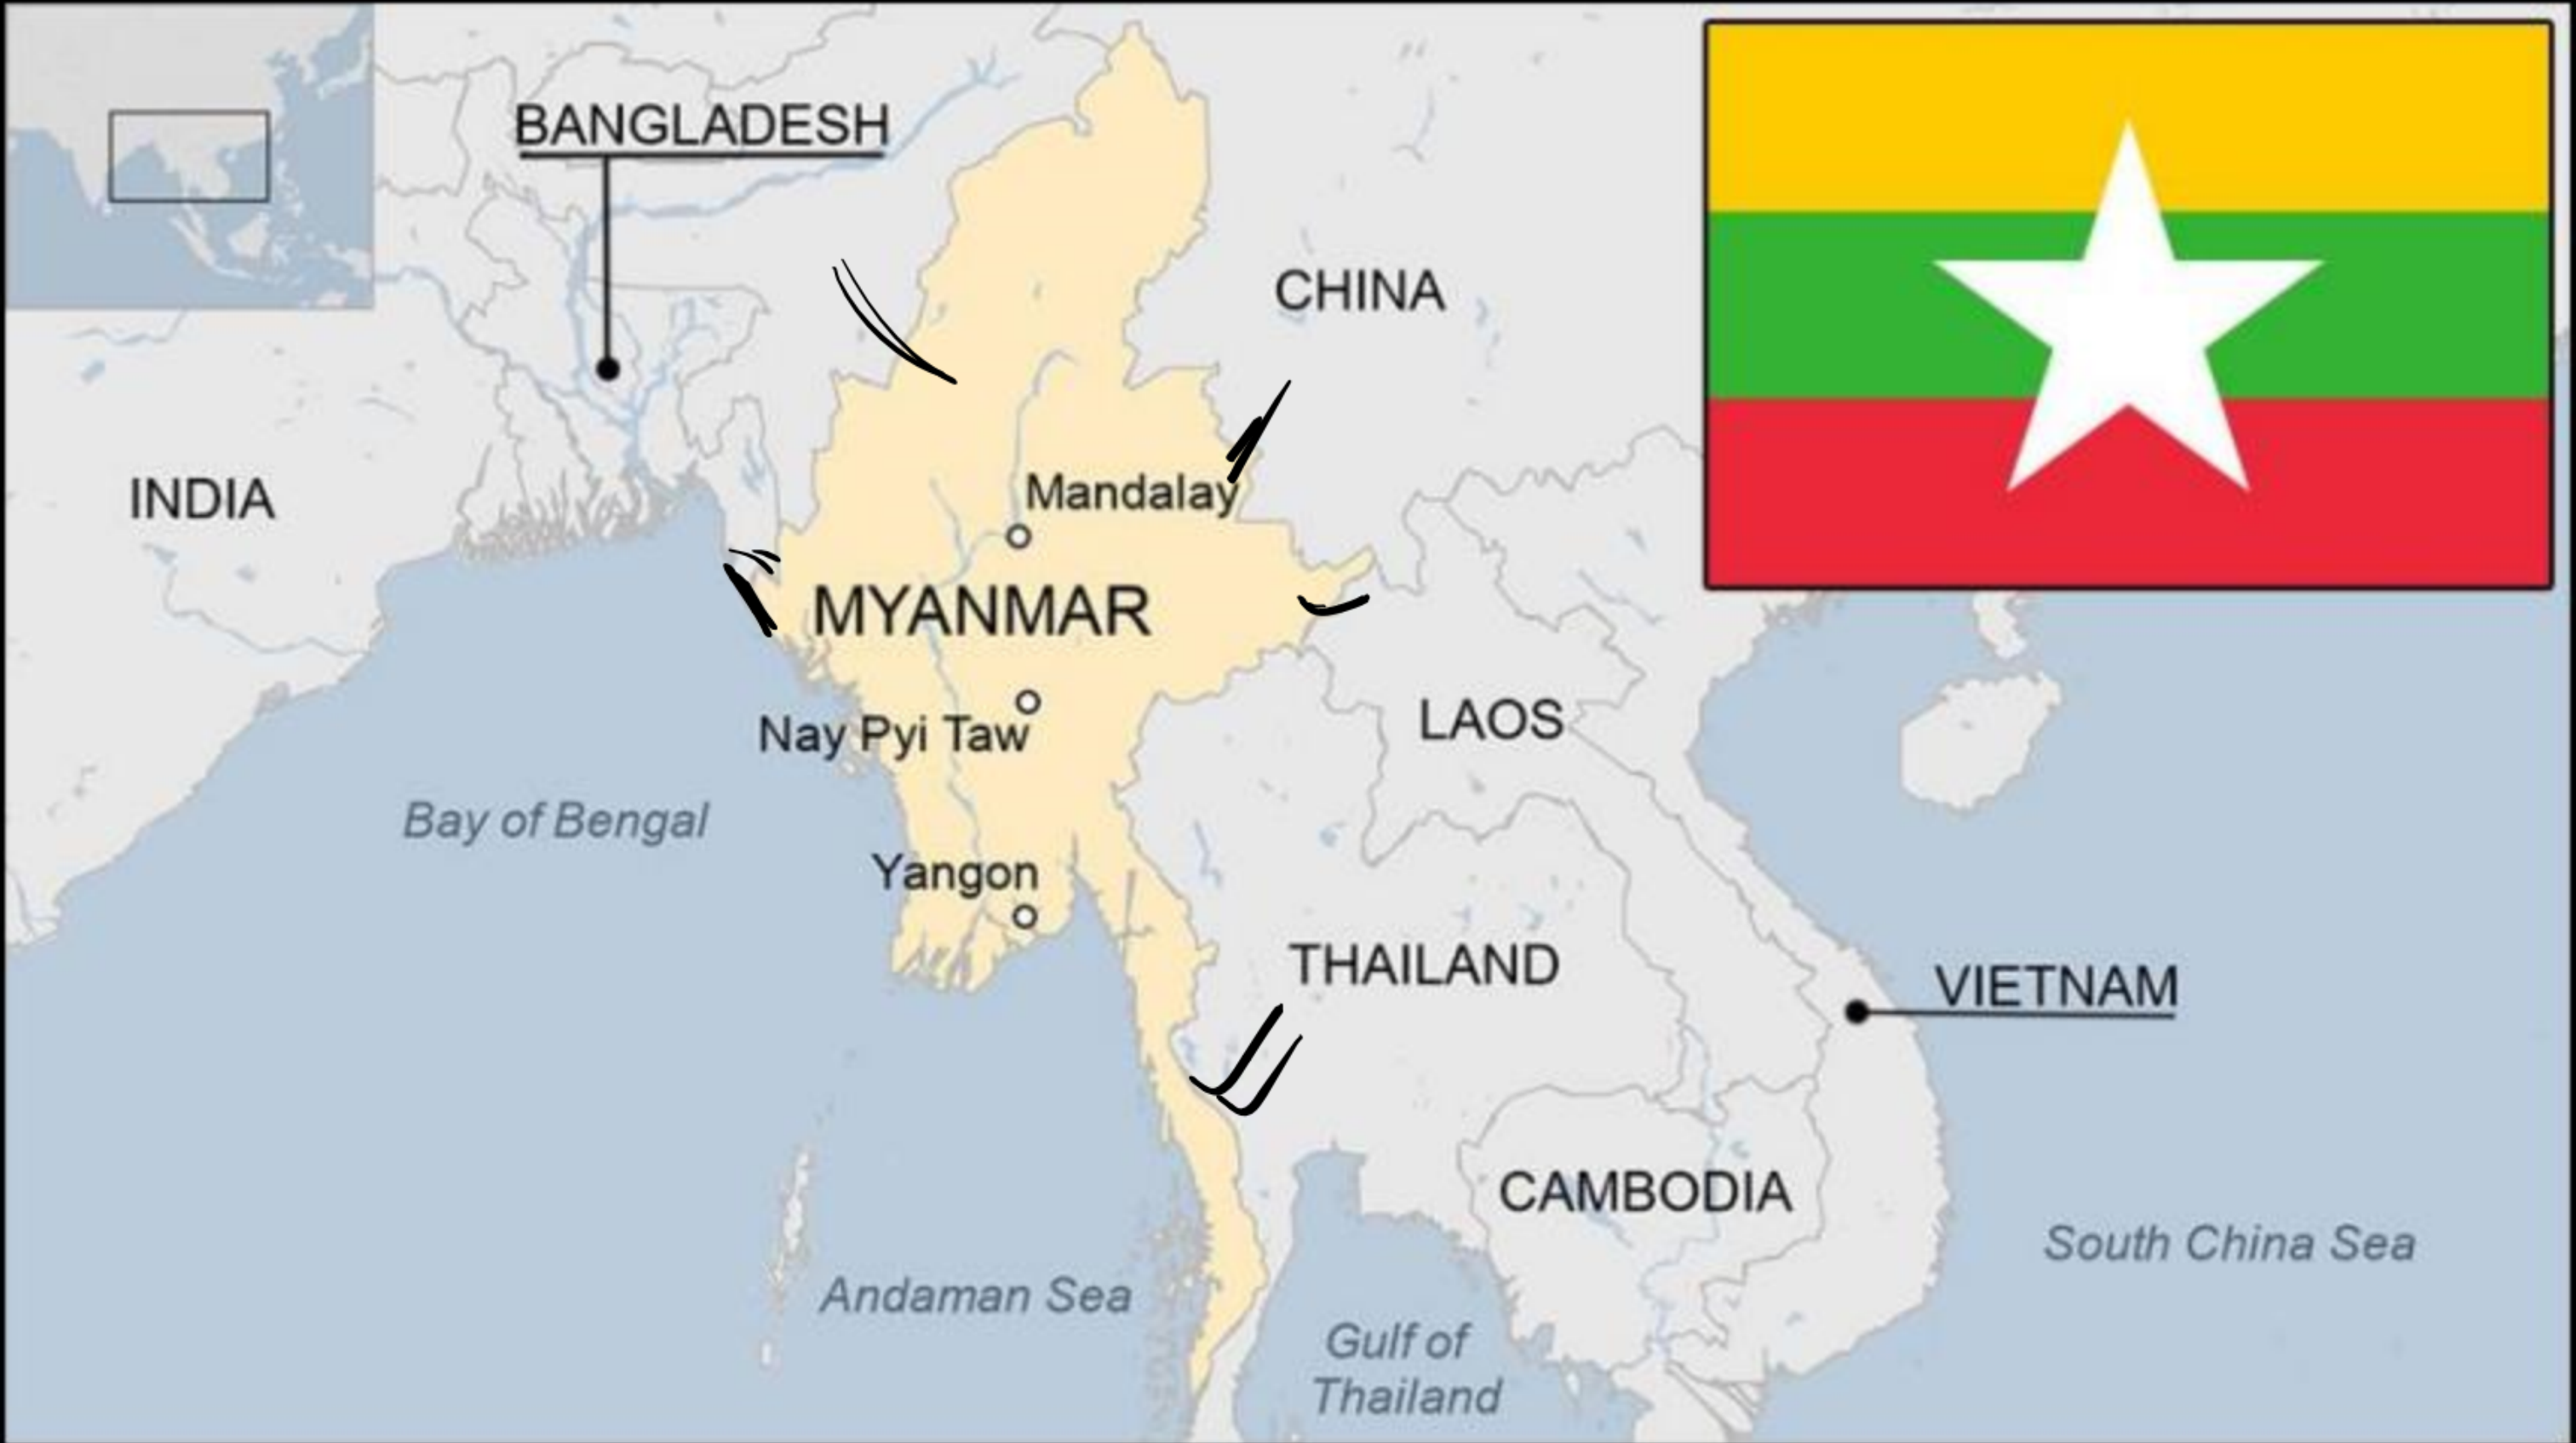 BANGLADESH
CHINA
INDIA
Mandalay
MYANMAR
Nay Pyi Taw
LAOS
Bay of Bengal
Yangon
THAILAND
VIETNAM
CAMBODIA
South China Sea
Andaman Sea
Gulf of
Thailand